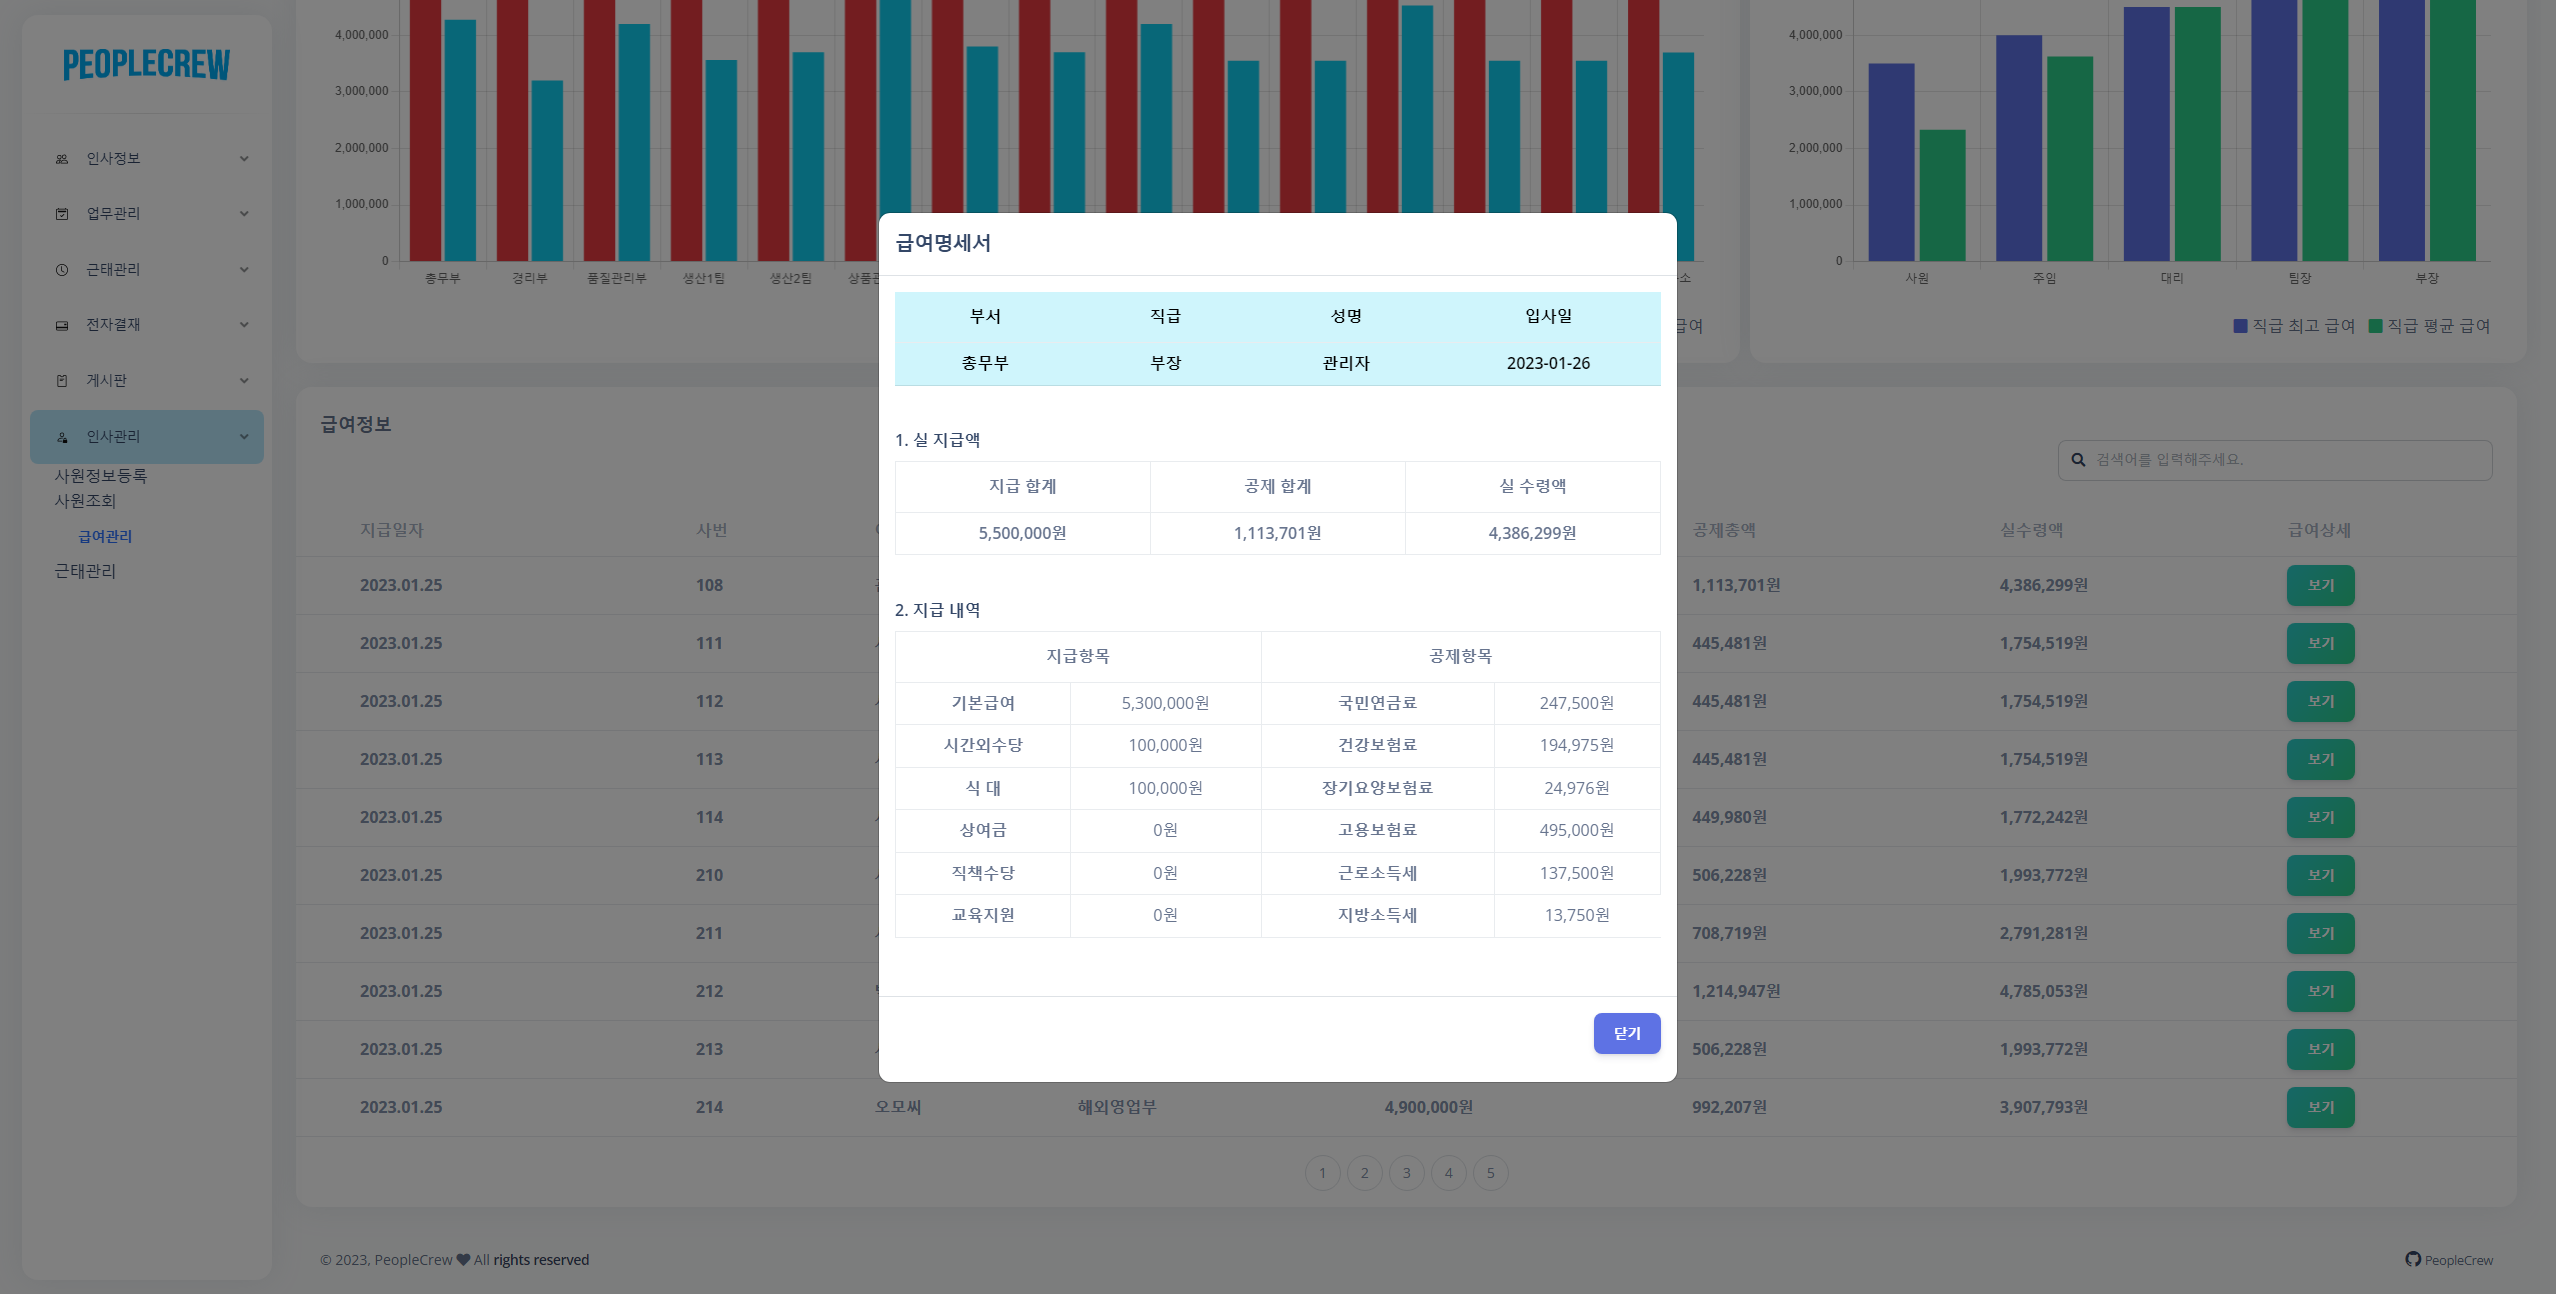 PEOPLECREW
인사정보
업무관리
근태관리
전자결재
게시판
인사관리
사원정보등록
사원조회
급여관리
근태관리
4,000,000
3,000,000
2,000,000
1,000,000
0
총무부 경리부 품질관리부 생산1팀 생산2팀
급여
4,000,000
3,000,000
2,000,000
1,000,000
0
사원 주임 대리 팀장 부장
직급 최고 급여 직급 평균 급여
급여정보
검색어를 입력해주세요.
지급일자 사번 공제총액 실수령액 급여상세
2023.01.25 108 1,113,701원 4,386,299원 보기
2023.01.25 111 445,481원 1,754,519원 보기
2023.01.25 112 445,481원 1,754,519원 보기
2023.01.25 113 445,481원 1,754,519원 보기
2023.01.25 114 449,980원 1,772,242원 보기
2023.01.25 210 506,228원 1,993,772원 보기
2023.01.25 211 708,719원 2,791,281원 보기
2023.01.25 212 1,214,947원 4,785,053원 보기
2023.01.25 213 506,228원 1,993,772원 보기
2023.01.25 214 오모씨 해외영업부 4,900,000원 992,207원 3,907,793원 보기
1 2 3 4 5
급여명세서
부서 직급 성명 입사일
총무부 부장 관리자 2023-01-26
1. 실 지급액
지급 합계 공제 합계 실 수령액
5,500,000원 1,113,701원 4,386,299원
2. 지급 내역
지급항목 공제항목
기본급여 5,300,000원 국민연금료 247,500원
시간외수당 100,000원 건강보험료 194,975원
식 대 100,000원 장기요양보험료 24,976원
상여금 0원 고용보험료 495,000원
직책수당 0원 근로소득세 137,500원
교육지원 0원 지방소득세 13,750원
닫기
© 2023, PeopleCrew All rights reserved
PeopleCrew